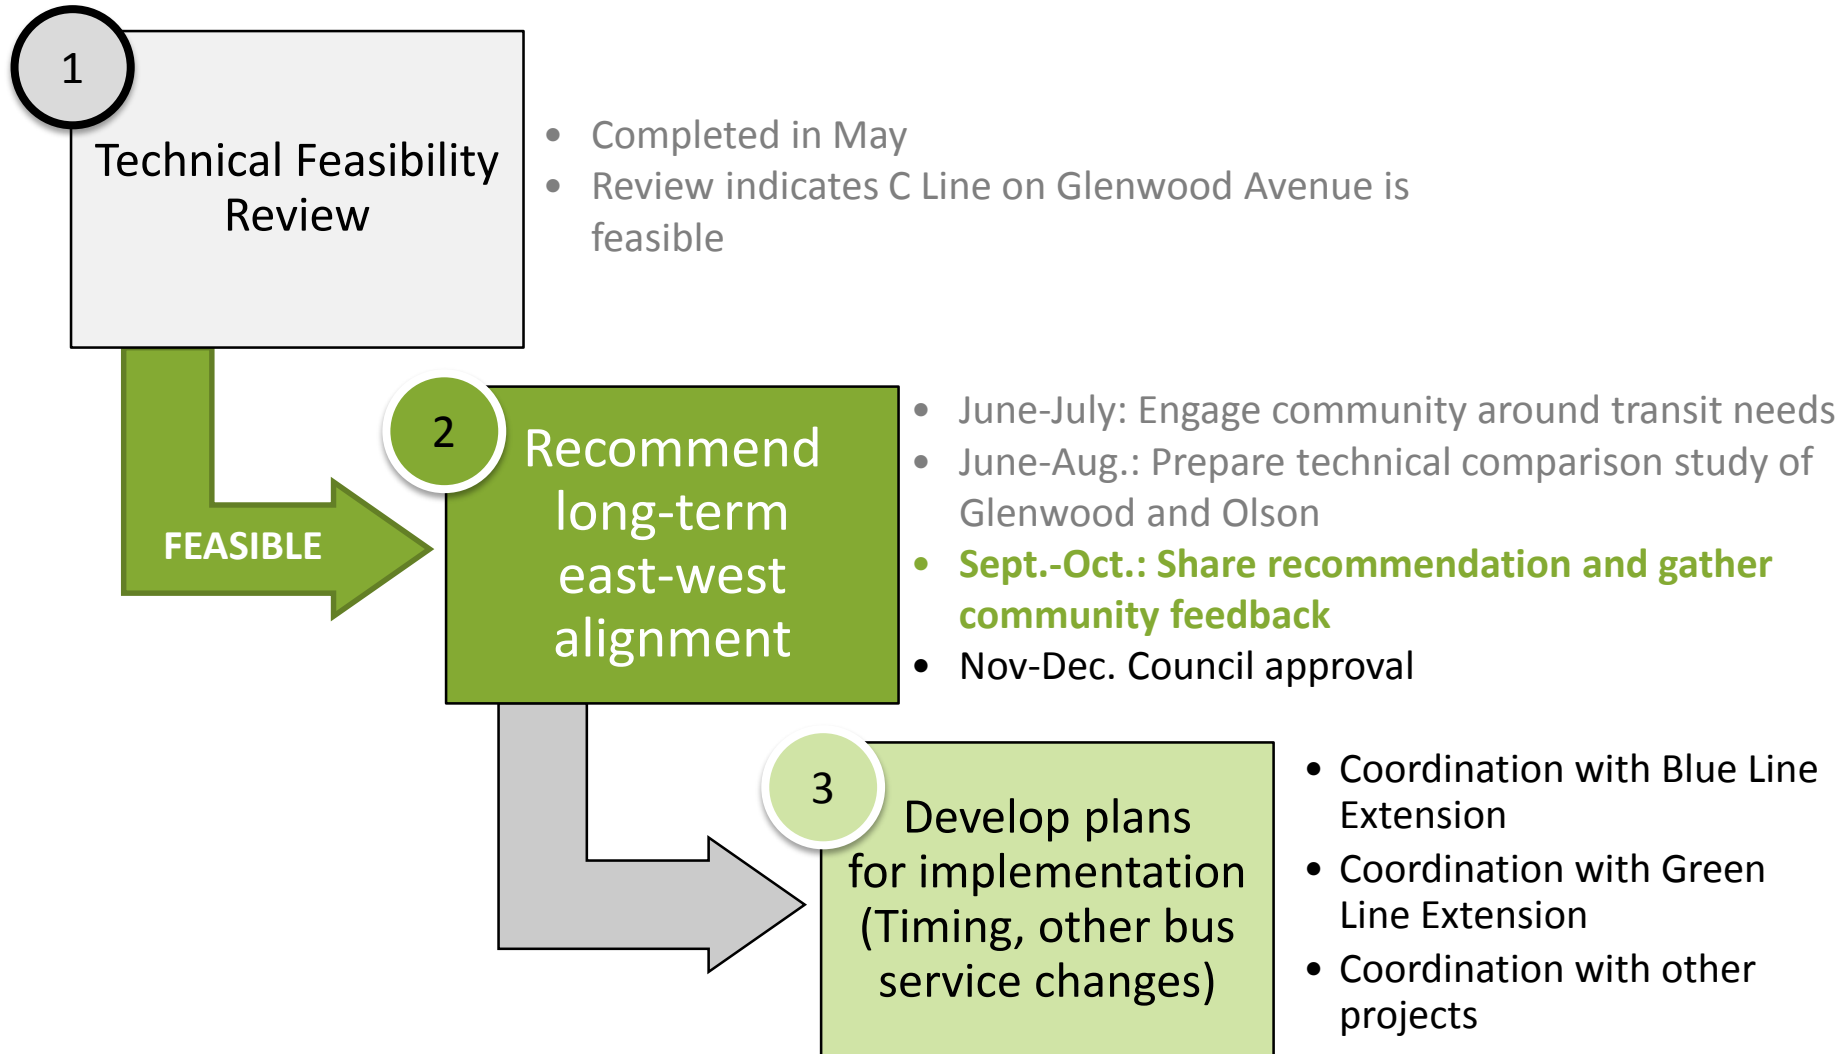 1
Technical Feasibility
Review
• Completed in May
• Review indicates C Line on Glenwood Avenue is
feasible
FEASIBLE
2
Recommend
long-term
east-west
alignment
• June-July: Engage community around transit needs
• June-Aug.: Prepare technical comparison study of
Glenwood and Olson
• Sept.-Oct.: Share recommendation and gather
community feedback
• Nov-Dec. Council approval
3
Develop plans
for implementation
(Timing, other bus
service changes)
• Coordination with Blue Line
Extension
• Coordination with Green
Line Extension
• Coordination with other
projects